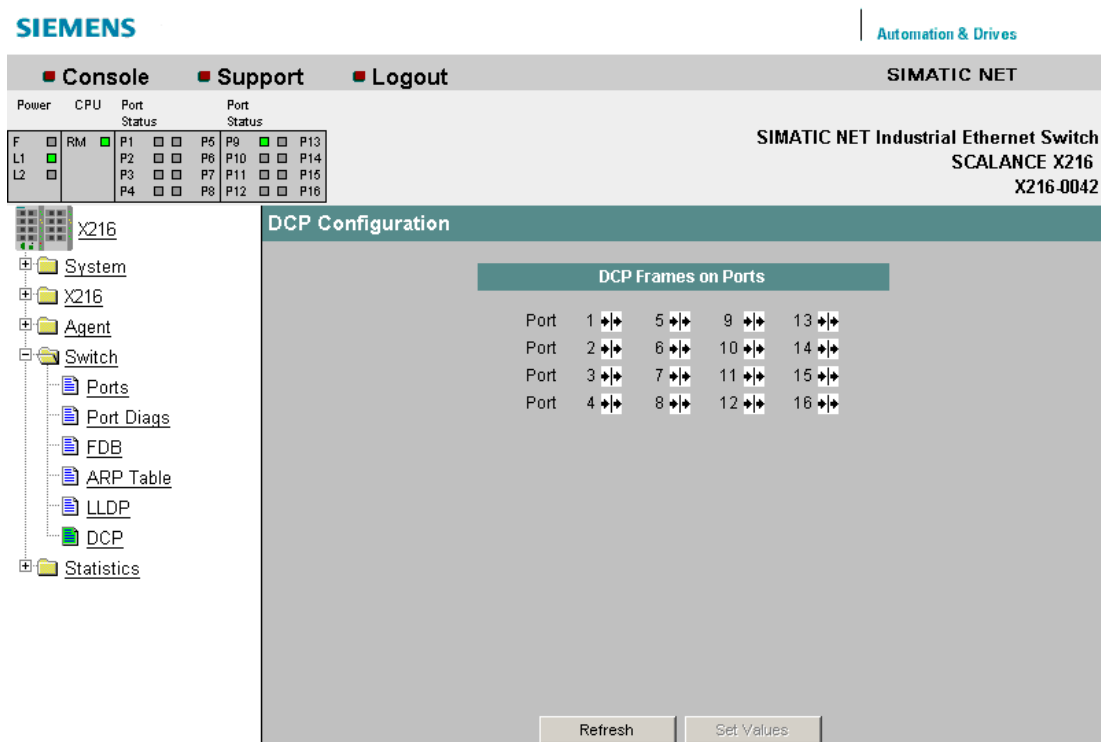 SIEMENS
Automation & Drives
Console Support Logout SIMATIC NET
Power CPU Port Status Port Status
F RM P1 P5 P9 P13
L1 P2 P6 P10 P14
L2 P3 P7 P11 P15
P4 P8 P12 P16
SIMATIC NET Industrial Ethernet Switch
SCALANCE X216
X216-0042
X216
System
X216
Agent
Switch
Ports
Port Diags
FDB
ARP Table
LLDP
DCP
Statistics
DCP Configuration
DCP Frames on Ports
Port 1 5 9 13
Port 2 6 10 14
Port 3 7 11 15
Port 4 8 12 16
Refresh Set Values